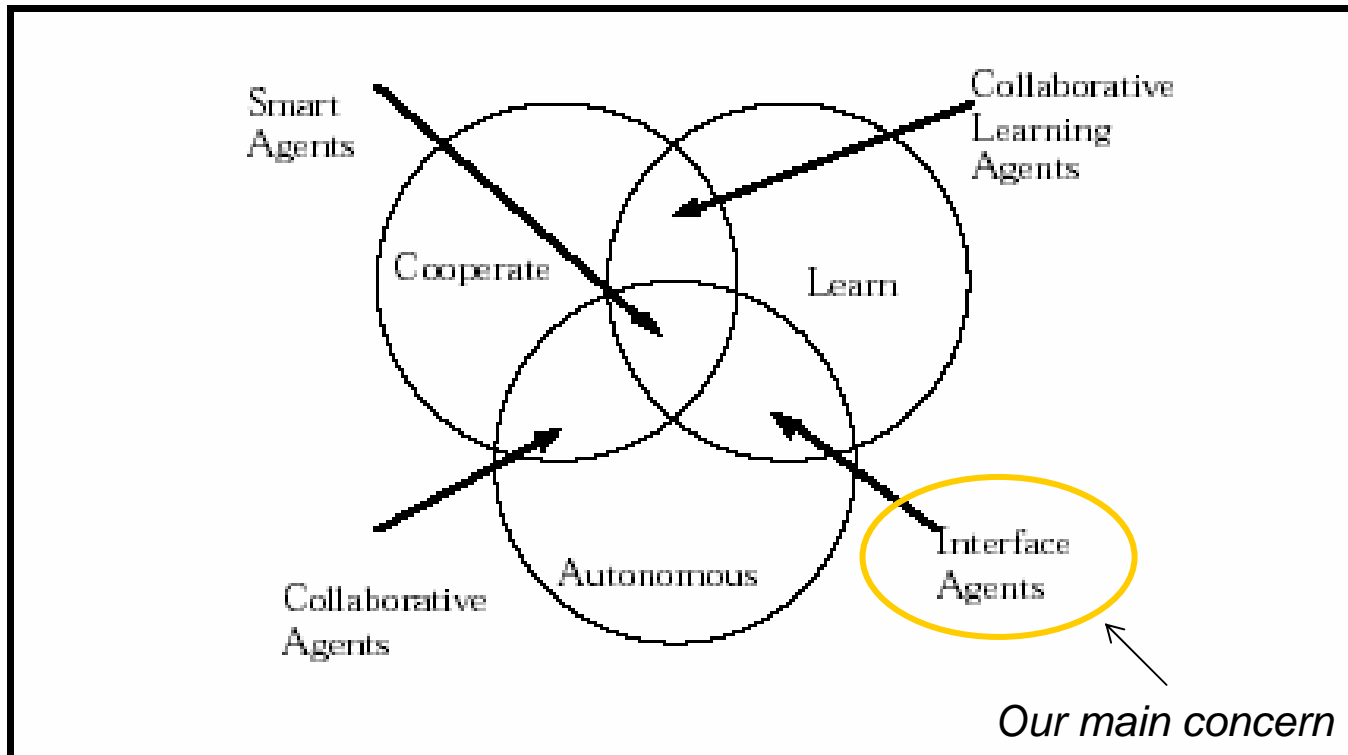 Smart
Agents
Collaborative
Learning
Agents
Cooperate
Learn
Autonomous
Collaborative
Agents
Interface
Agents
Our main concern